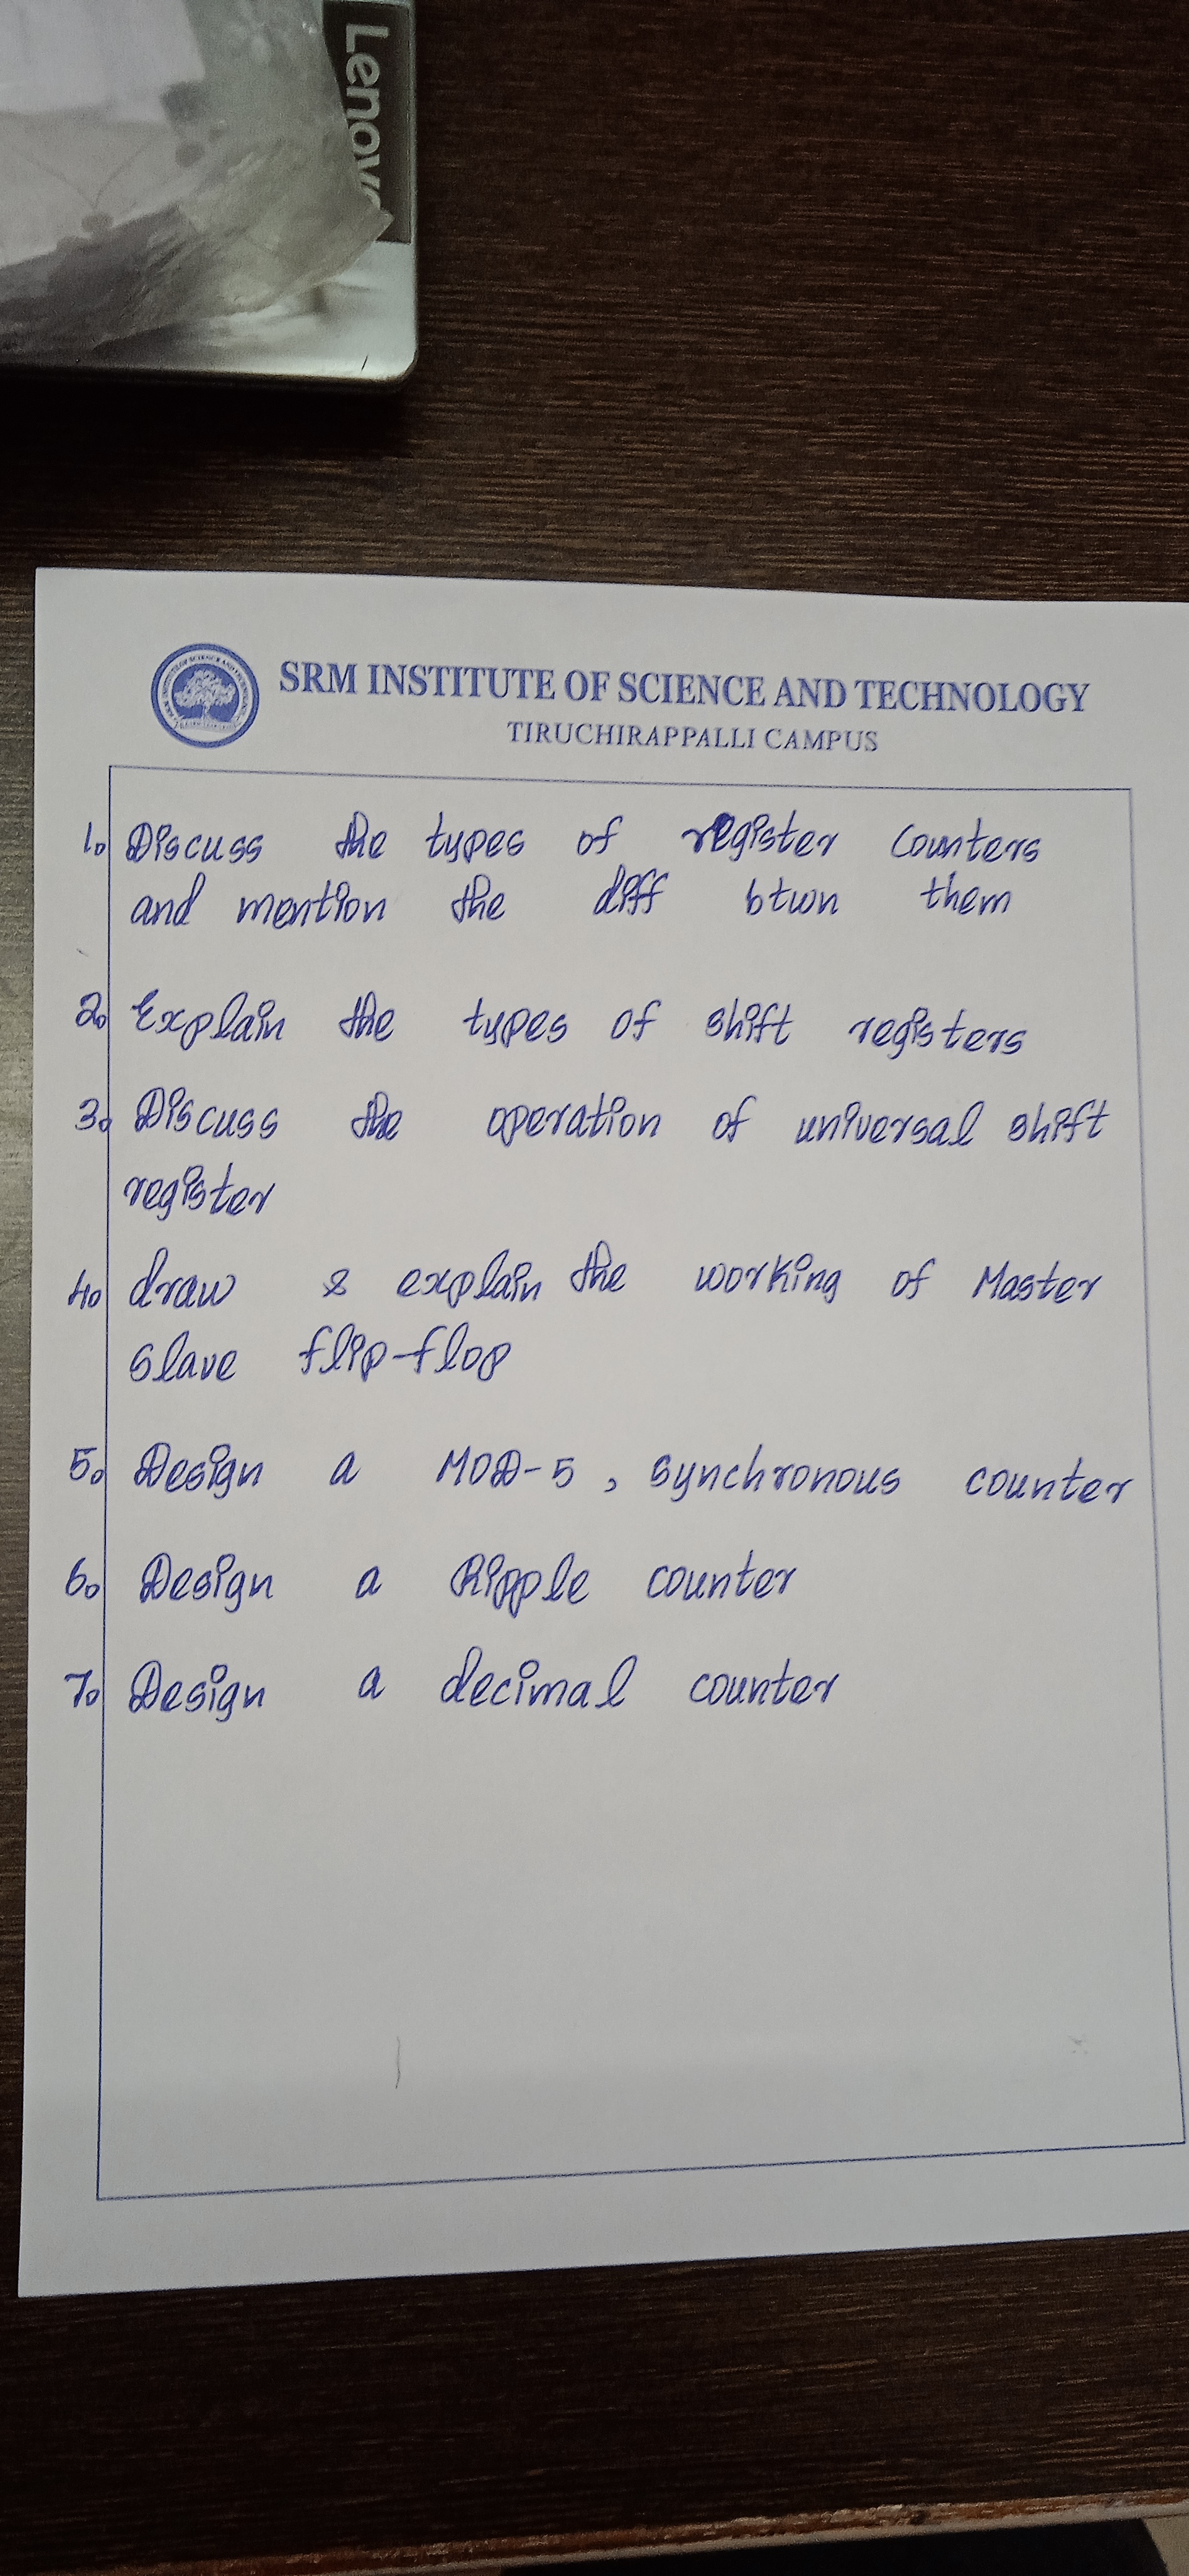 Lenovo
SRM INSTITUTE OF SCIENCE AND TECHNOLOGY
TIRUCHIRAPPALLI CAMPUS
1. Discuss the types of register Counters
and mention the diff btwn them
2. Explain the types of shift registers
3. Discuss the operation of universal shift
register
4. draw & explain the working of Master
slave flip-flop
5. Design a MOD-5, synchronous counter
6. Design a Ripple counter
7. Design a decimal counter